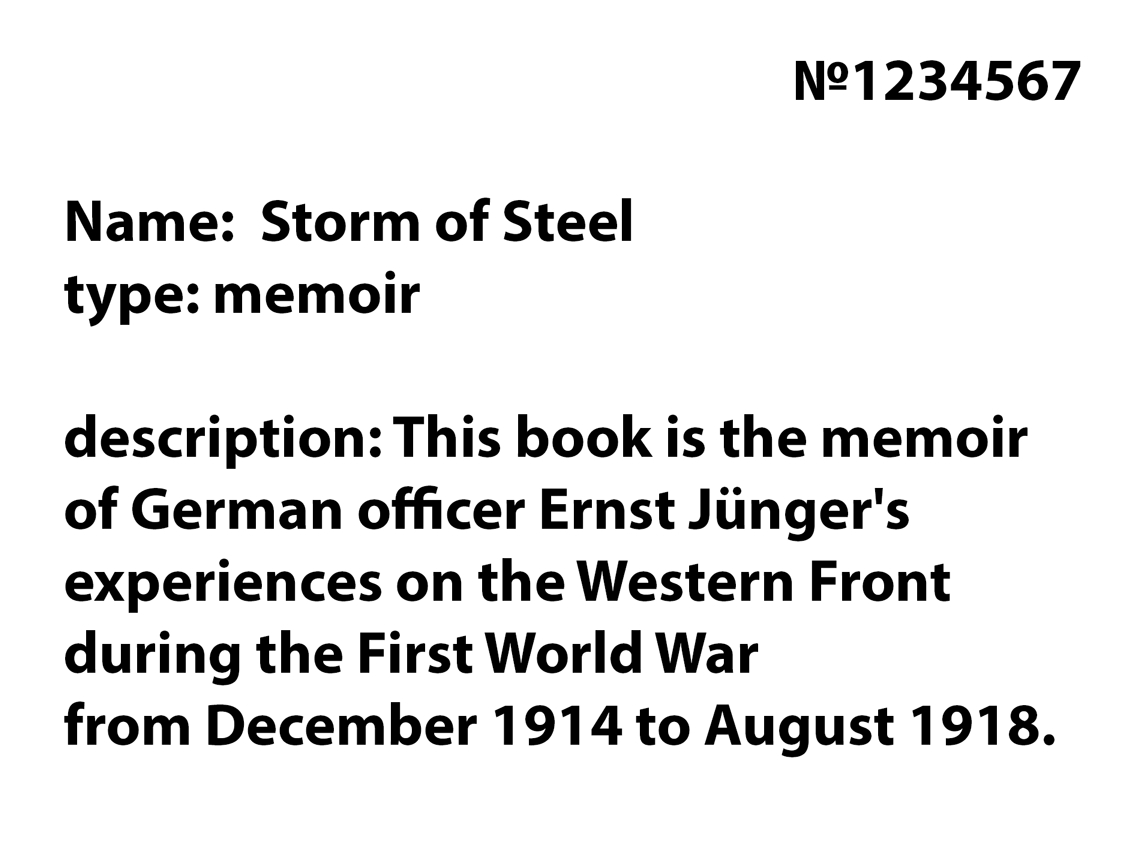 №1234567
Name:  Storm of Steel
type: memoir
description: This book is the memoir
of German officer Ernst Jünger's
experiences on the Western Front
during the First World War
from December 1914 to August 1918.